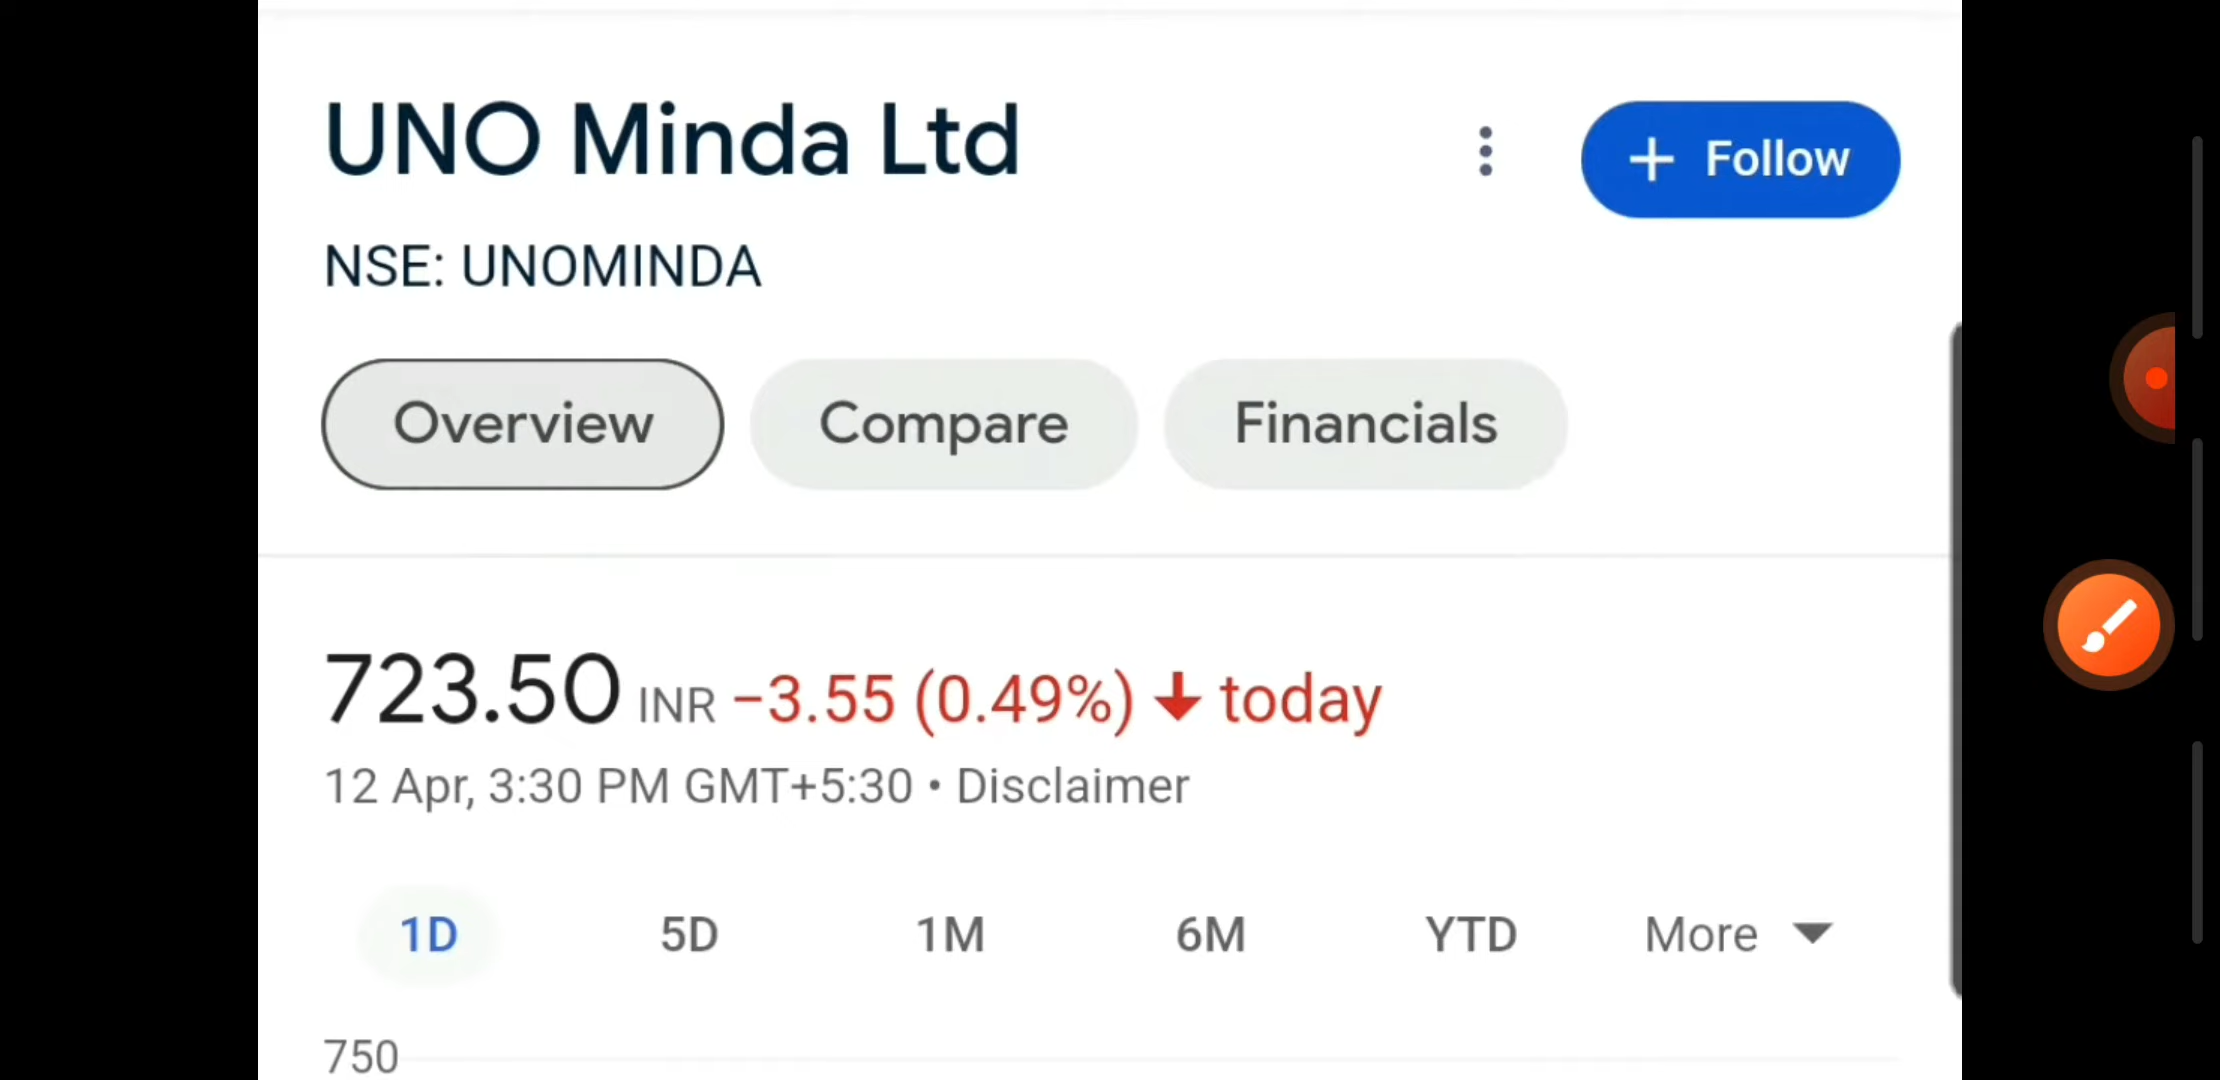 UNO Minda Ltd
+ Follow
NSE: UNOMINDA
Overview Compare Financials
723.50 INR −3.55 (0.49%) ↓ today
12 Apr, 3:30 PM GMT+5:30 • Disclaimer
1D 5D 1M 6M YTD More
750